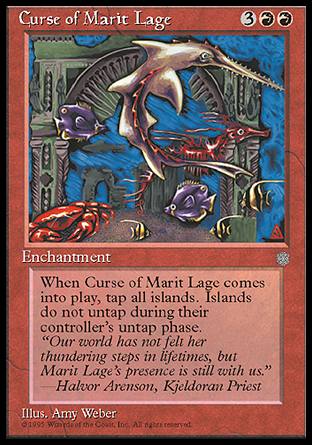 Curse of Marit Lage 3
Enchantment
When Curse of Marit Lage comes
into play, tap all islands. Islands
do not untap during their
controller's untap phase.
"Our world has not felt her
thundering steps in lifetimes, but
Marit Lage's presence is still with us."
—Halvor Arenson, Kjeldoran Priest
Illus. Amy Weber
©1995 Wizards of the Coast, Inc. All rights reserved.